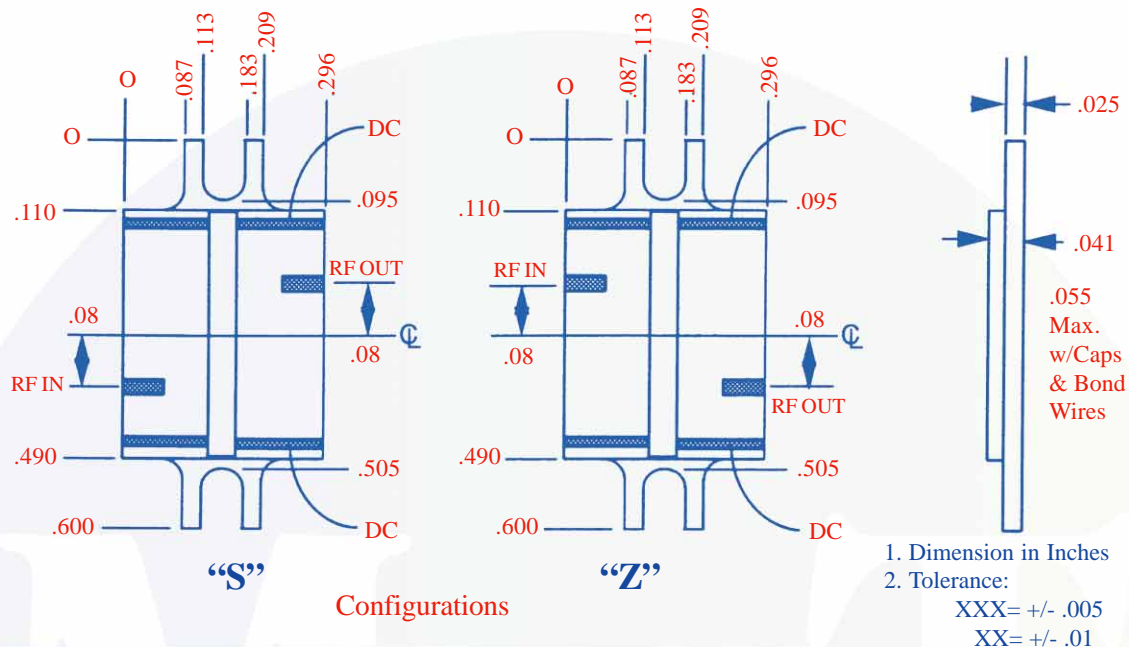 O
.087
.113
.183
.209
.296
DC
O
.110
.095
RF OUT
.08
.08
℄
RF IN
.490
.505
.600
DC
“S”
O
.087
.113
.183
.209
.296
DC
.110
.095
RF IN
.08
.08
℄
RF OUT
.490
.505
.600
DC
“Z”
Configurations
.025
.041
.055
Max.
w/Caps
& Bond
Wires
1. Dimension in Inches
2. Tolerance:
XXX= +/- .005
XX= +/- .01